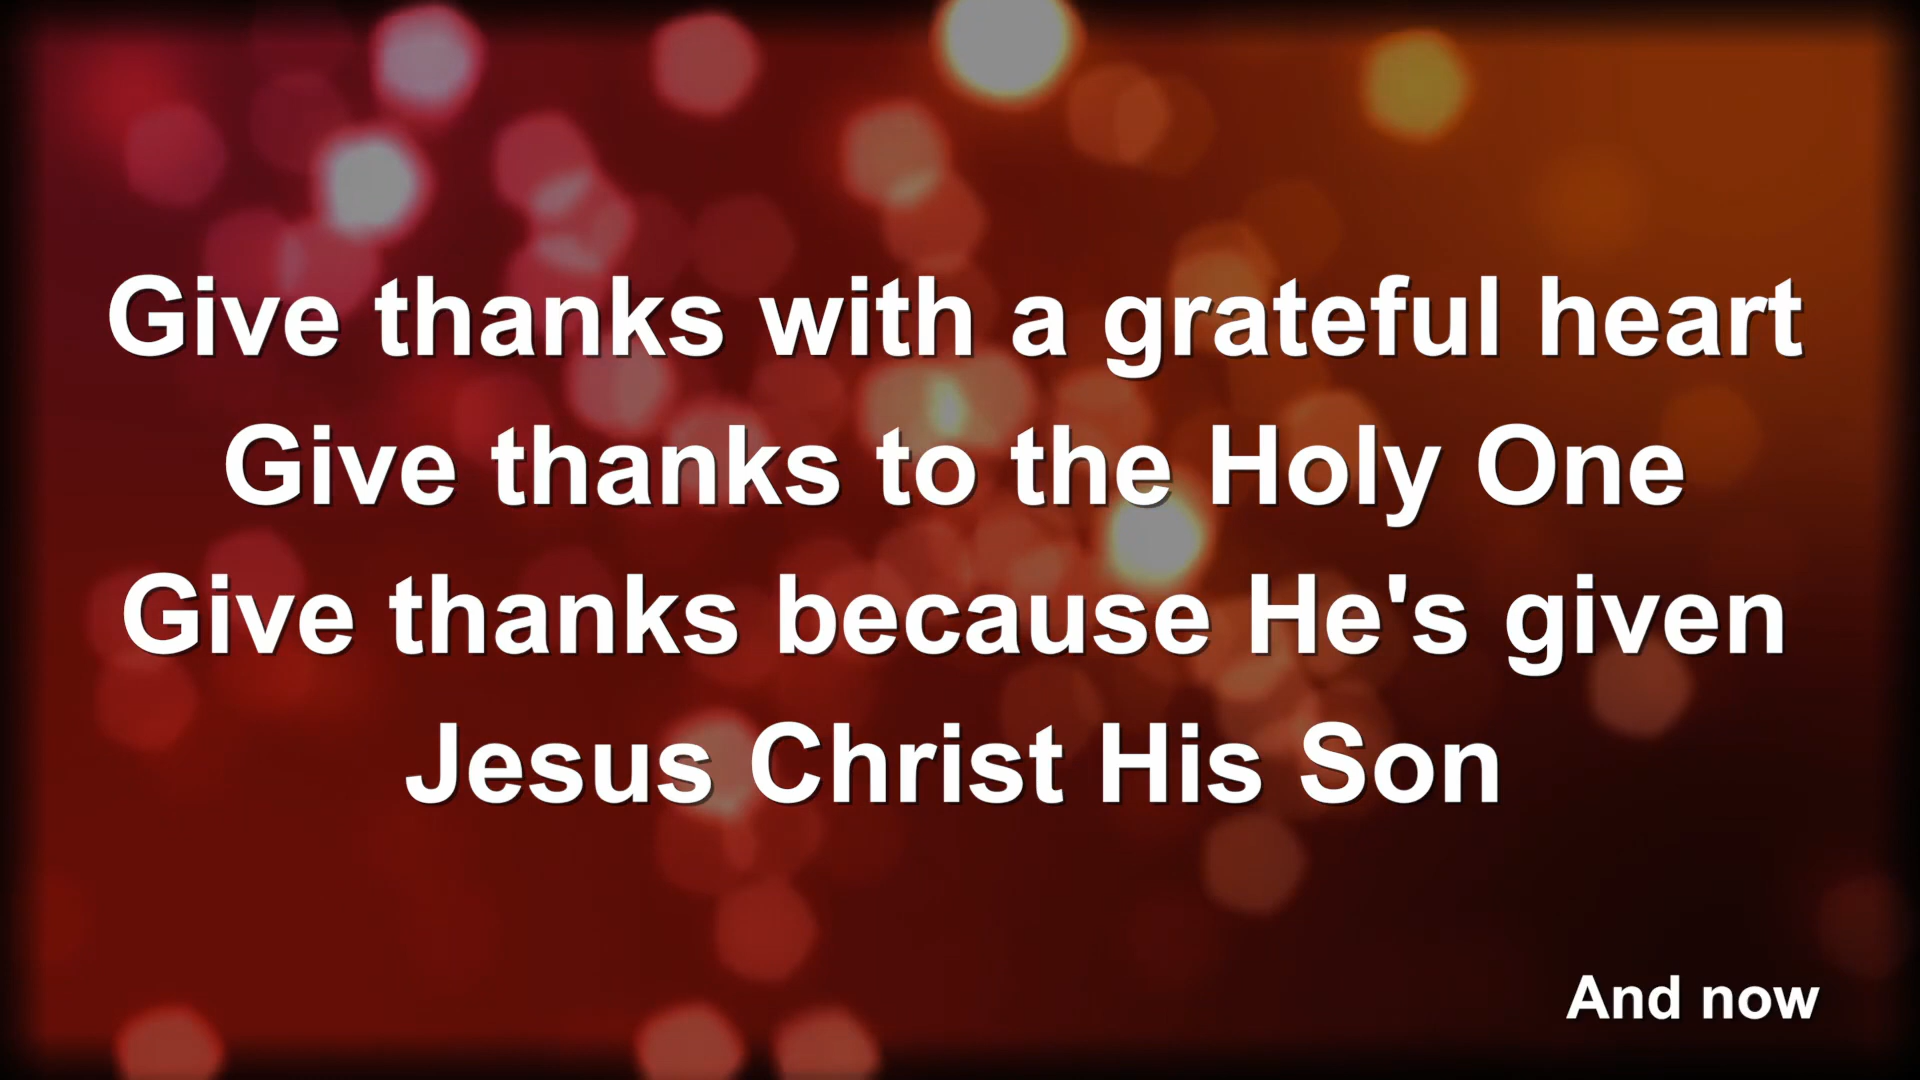 Give thanks with a grateful heart
Give thanks to the Holy One
Give thanks because He's given
Jesus Christ His Son
And now